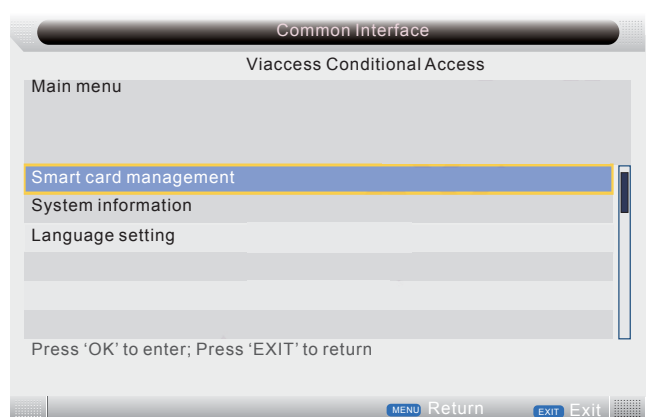 Common Interface
Viaccess Conditional Access
Main menu
Smart card management
System information
Language setting
Press ‘OK’ to enter; Press ‘EXIT’ to return
MENU Return EXIT Exit